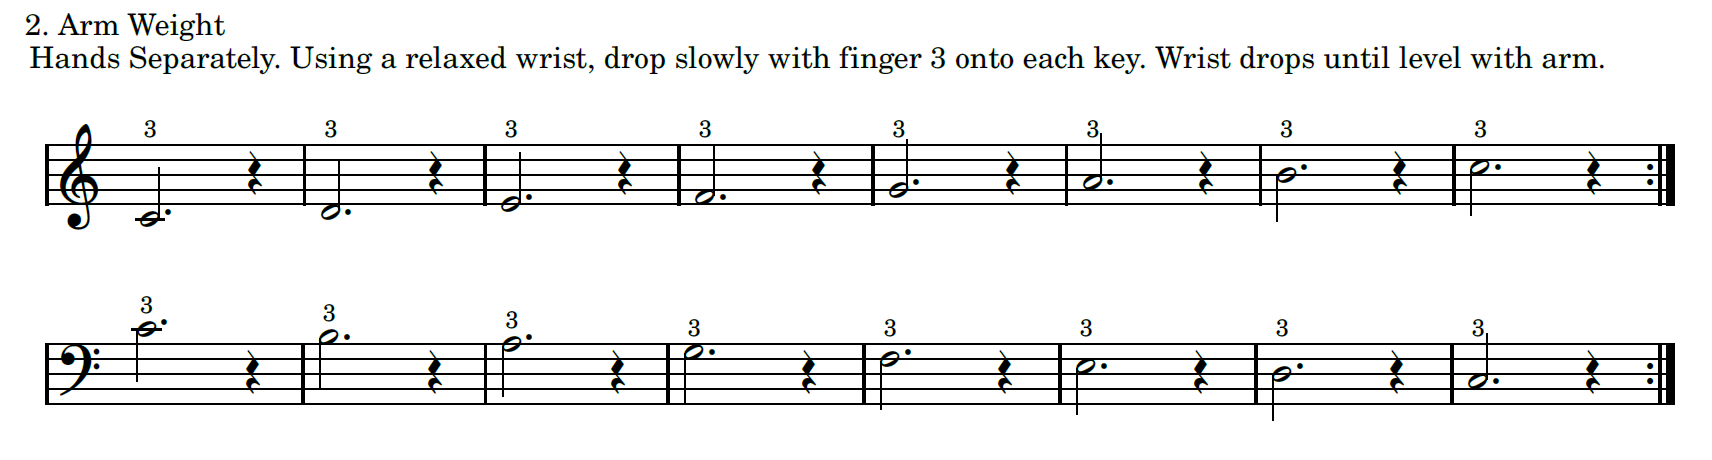 2. Arm Weight
Hands Separately. Using a relaxed wrist, drop slowly with finger 3 onto each key. Wrist drops until level with arm.
3 3 3 3 3 3 3 3
3 3 3 3 3 3 3 3